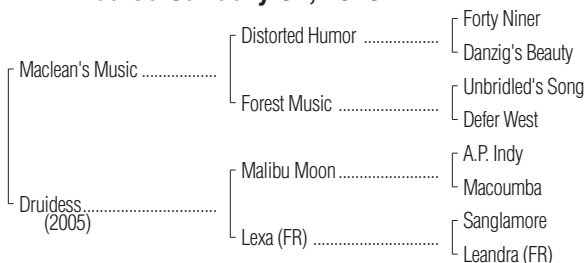 Forty Niner
Distorted Humor ..................
Danzig's Beauty
Maclean's Music .................
Unbridled's Song
Forest Music ........................
Defer West
A.P. Indy
Malibu Moon........................
Macoumba
Druidess..............................
(2005)
Sanglamore
Lexa (FR) ..............................
Leandra (FR)